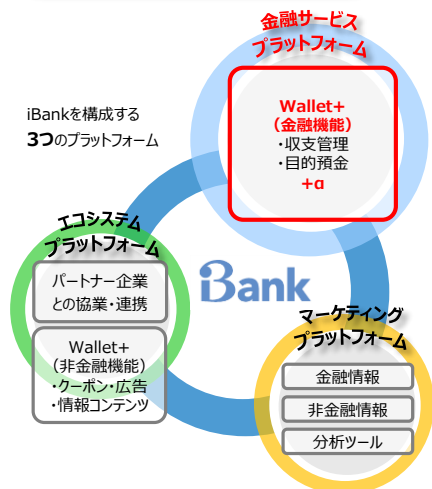 金融サービス
プラットフォーム
iBankを構成する
3つのプラットフォーム
Wallet+
(金融機能)
・収支管理
・目的預金
+α
エコシステム
プラットフォーム
パートナー企業
との協業・連携
Wallet+
(非金融機能)
・クーポン・広告
・情報コンテンツ
iBank
マーケティング
プラットフォーム
金融情報
非金融情報
分析ツール